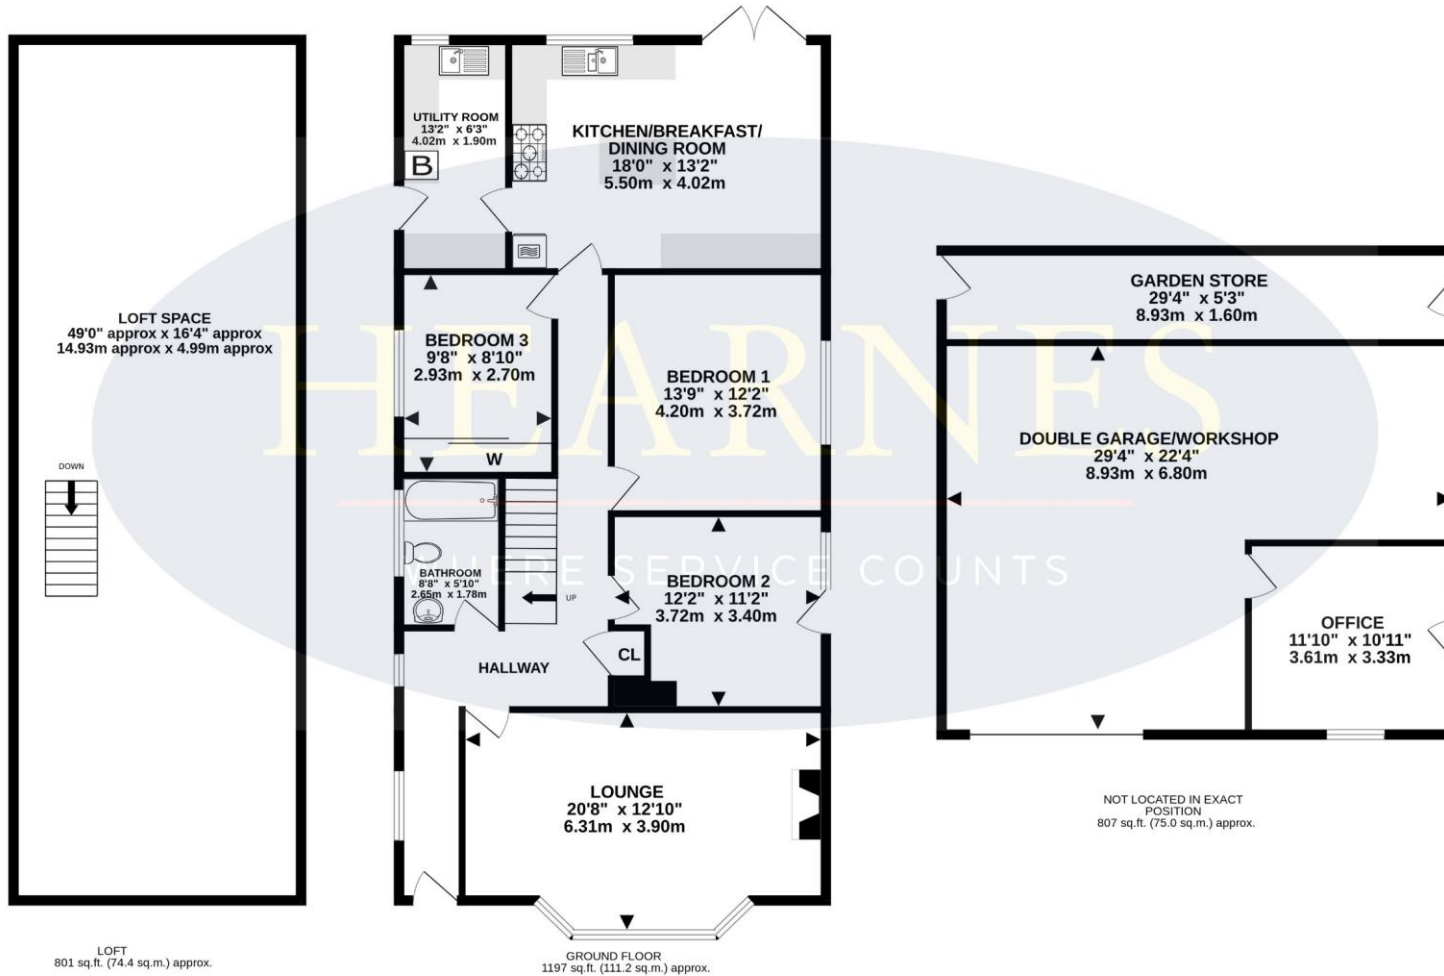 LOFT SPACE
49'0" approx x 16'4" approx
14.93m approx x 4.99m approx
DOWN
LOFT
801 sq.ft. (74.4 sq.m.) approx.
UTILITY ROOM
13'2" x 6'3"
4.02m x 1.90m
B
KITCHEN/BREAKFAST/
DINING ROOM
18'0" x 13'2"
5.50m x 4.02m
BEDROOM 3
9'8" x 8'10"
2.93m x 2.70m
W
BEDROOM 1
13'9" x 12'2"
4.20m x 3.72m
BATHROOM
8'8" x 5'10"
2.65m x 1.78m
UP
BEDROOM 2
12'2" x 11'2"
3.72m x 3.40m
CL
HALLWAY
LOUNGE
20'8" x 12'10"
6.31m x 3.90m
GROUND FLOOR
1197 sq.ft. (111.2 sq.m.) approx.
GARDEN STORE
29'4" x 5'3"
8.93m x 1.60m
DOUBLE GARAGE/WORKSHOP
29'4" x 22'4"
8.93m x 6.80m
OFFICE
11'10" x 10'11"
3.61m x 3.33m
NOT LOCATED IN EXACT
POSITION
807 sq.ft. (75.0 sq.m.) approx.
HEARNES
WHERE SERVICE COUNTS